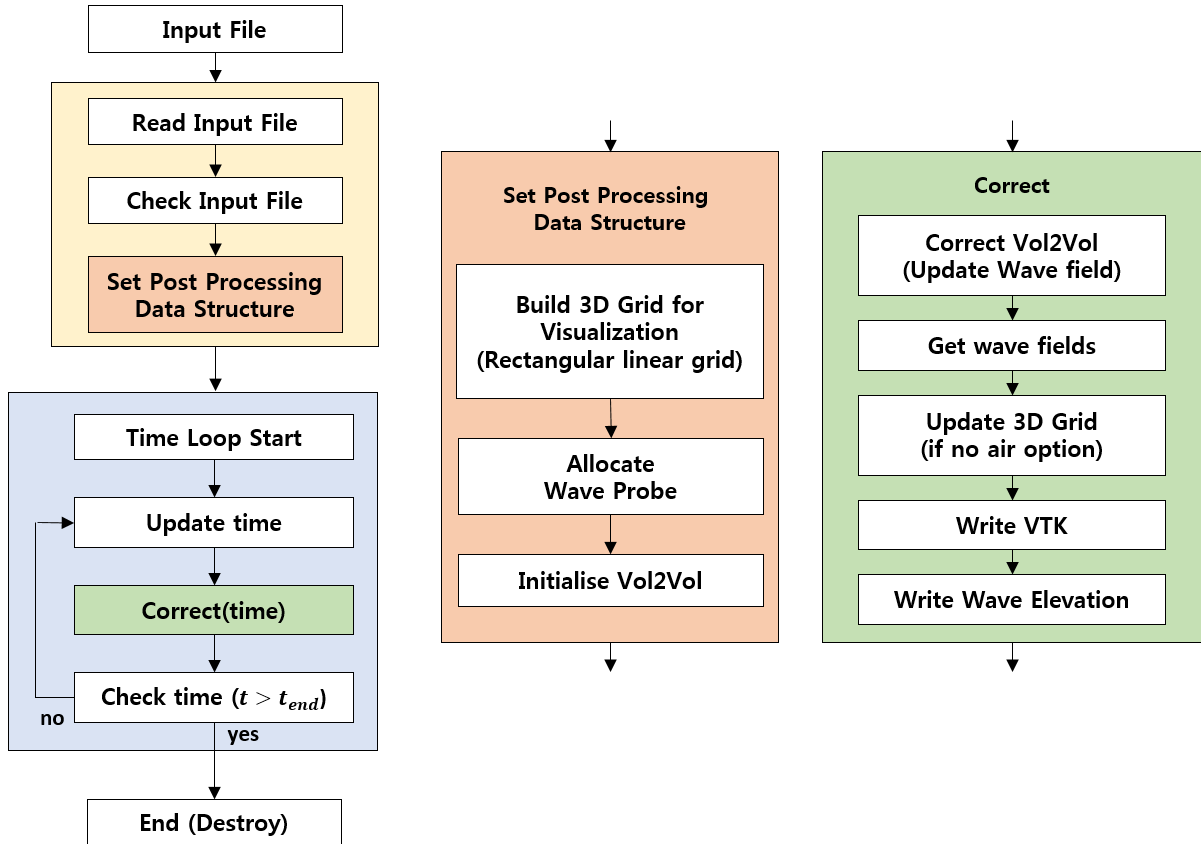 Input File
Read Input File
Check Input File
Set Post Processing
Data Structure
Time Loop Start
Update time
Correct(time)
Check time (t > t_end)
no
yes
End (Destroy)
Set Post Processing
Data Structure
Build 3D Grid for
Visualization
(Rectangular linear grid)
Allocate
Wave Probe
Initialise Vol2Vol
Correct
Correct Vol2Vol
(Update Wave field)
Get wave fields
Update 3D Grid
(if no air option)
Write VTK
Write Wave Elevation